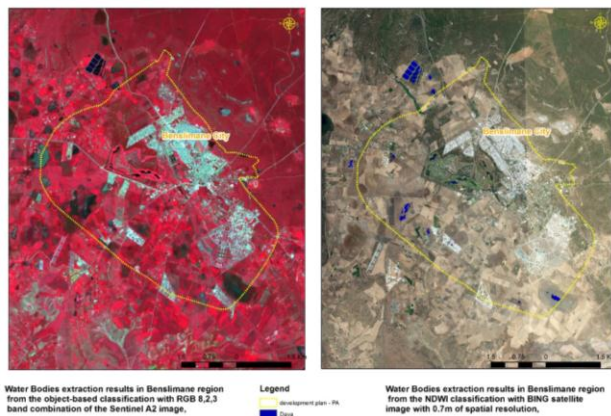 Benslimane City
Benslimane City
Water Bodies extraction results in Benslimane region
from the object-based classification with RGB 8,2,3
band combination of the Sentinel A2 image,
Legend
development plan - PA
Daya
Water Bodies extraction results in Benslimane region
from the NDWI classification with BING satellite
image with 0.7m of spatial resolution,